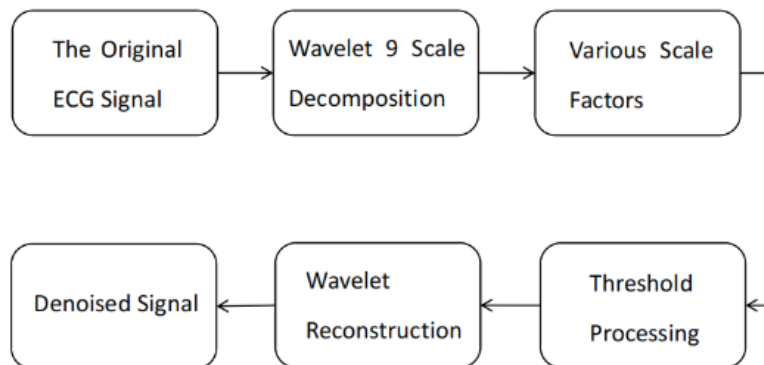 The Original
ECG Signal
Wavelet 9 Scale
Decomposition
Various Scale
Factors
Threshold
Processing
Wavelet
Reconstruction
Denoised Signal